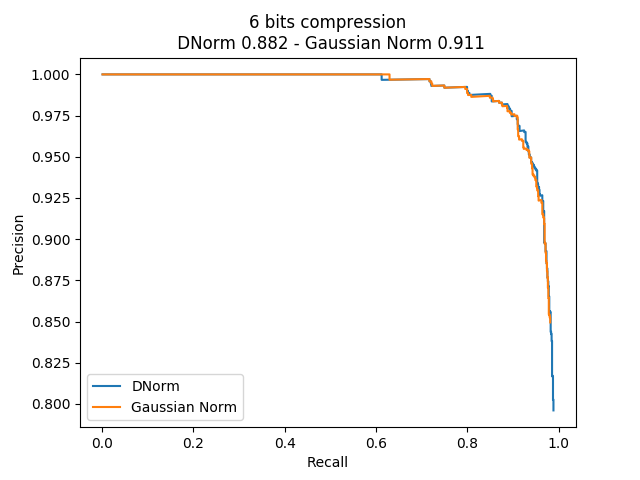 6 bits compression
DNorm 0.882 - Gaussian Norm 0.911
1.000
0.975
0.950
0.925
0.900
0.875
0.850
0.825
0.800
Precision
DNorm
Gaussian Norm
0.0 0.2 0.4 0.6 0.8 1.0
Recall